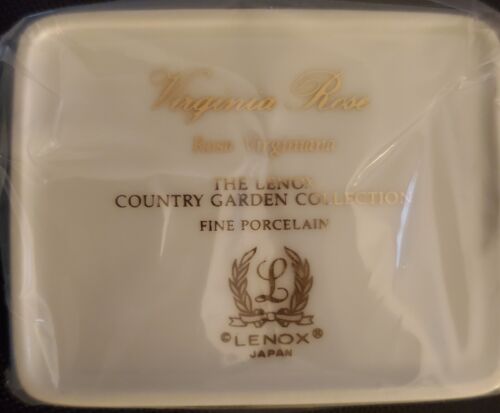 Virginia Rose
Rosa Virginiana
THE LENOX
COUNTRY GARDEN COLLECTION
FINE PORCELAIN
L
©LENOX®
JAPAN